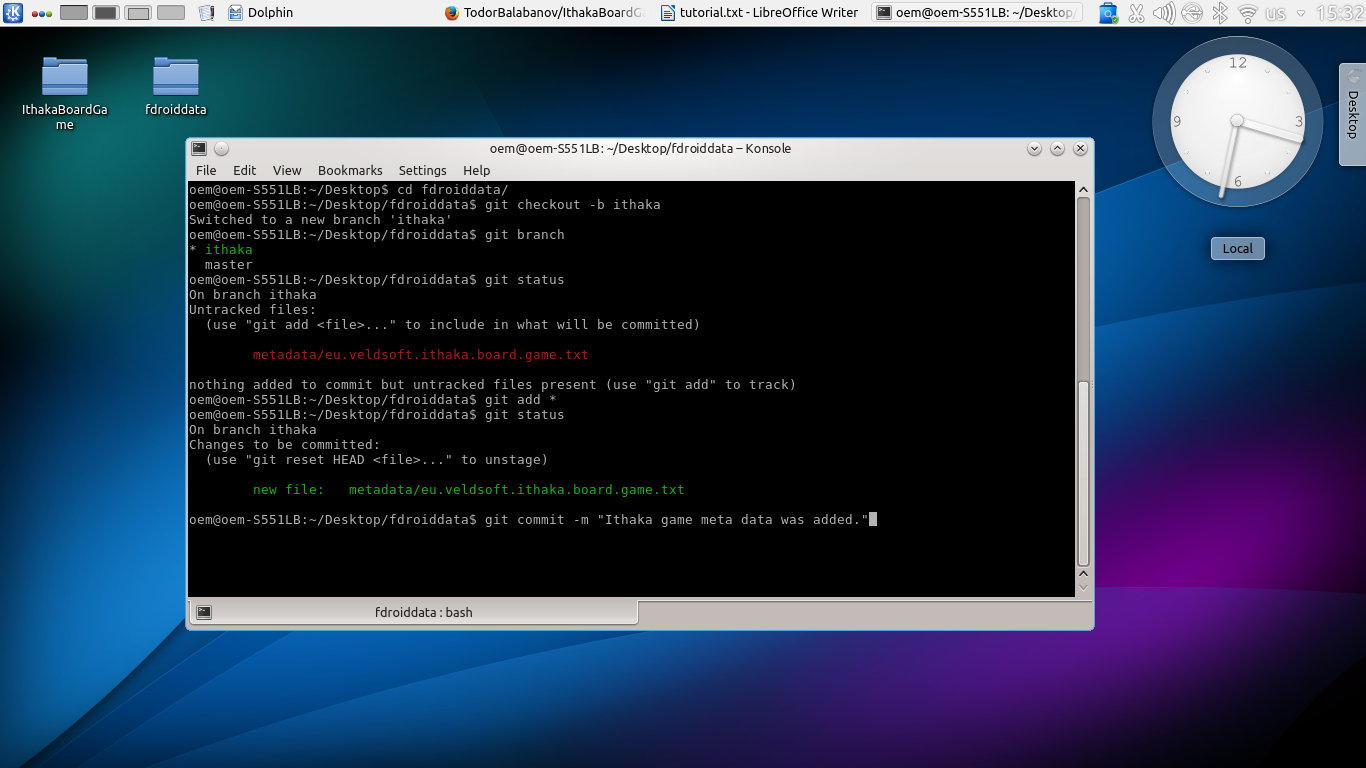 Dolphin
TodorBalabanov/IthakaBoardG
tutorial.txt - LibreOffice Writer
oem@oem-S551LB: ~/Desktop/
us
15:32
IthakaBoardGa
me
fdroiddata
12
3
6
9
Desktop
Local
oem@oem-S551LB: ~/Desktop/fdroiddata – Konsole
File Edit View Bookmarks Settings Help
oem@oem-S551LB:~/Desktop$ cd fdroiddata/
oem@oem-S551LB:~/Desktop/fdroiddata$ git checkout -b ithaka
Switched to a new branch 'ithaka'
oem@oem-S551LB:~/Desktop/fdroiddata$ git branch
* ithaka
  master
oem@oem-S551LB:~/Desktop/fdroiddata$ git status
On branch ithaka
Untracked files:
  (use "git add <file>..." to include in what will be committed)
        metadata/eu.veldsoft.ithaka.board.game.txt
nothing added to commit but untracked files present (use "git add" to track)
oem@oem-S551LB:~/Desktop/fdroiddata$ git add *
oem@oem-S551LB:~/Desktop/fdroiddata$ git status
On branch ithaka
Changes to be committed:
  (use "git reset HEAD <file>..." to unstage)
        new file:   metadata/eu.veldsoft.ithaka.board.game.txt
oem@oem-S551LB:~/Desktop/fdroiddata$ git commit -m "Ithaka game meta data was added."
fdroiddata : bash